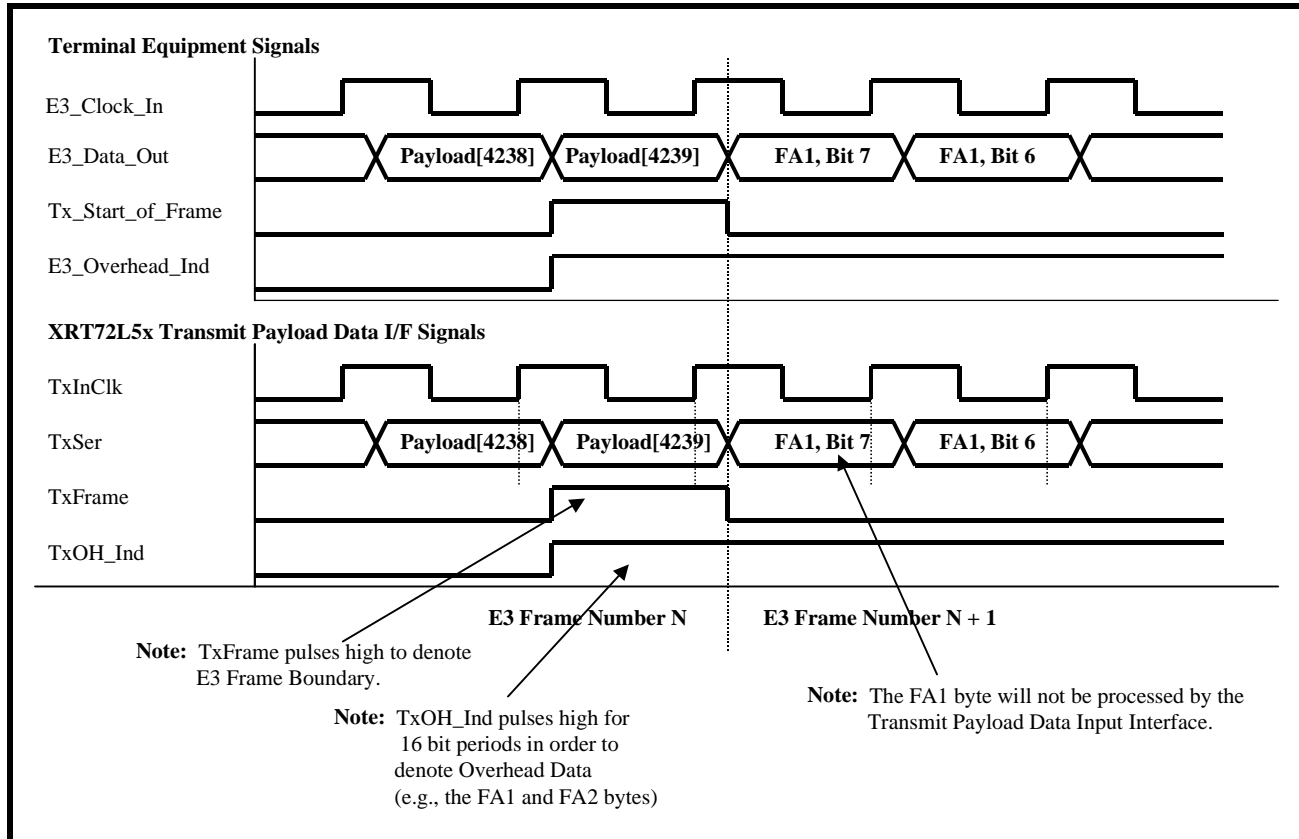 Terminal Equipment Signals
E3_Clock_In
E3_Data_Out
Payload[4238]
Payload[4239]
FA1, Bit 7
FA1, Bit 6
Tx_Start_of_Frame
E3_Overhead_Ind
XRT72L5x Transmit Payload Data I/F Signals
TxInClk
TxSer
Payload[4238]
Payload[4239]
FA1, Bit 7
FA1, Bit 6
TxFrame
TxOH_Ind
E3 Frame Number N
E3 Frame Number N + 1
Note: TxFrame pulses high to denote
E3 Frame Boundary.
Note: The FA1 byte will not be processed by the
Transmit Payload Data Input Interface.
Note: TxOH_Ind pulses high for
16 bit periods in order to
denote Overhead Data
(e.g., the FA1 and FA2 bytes)